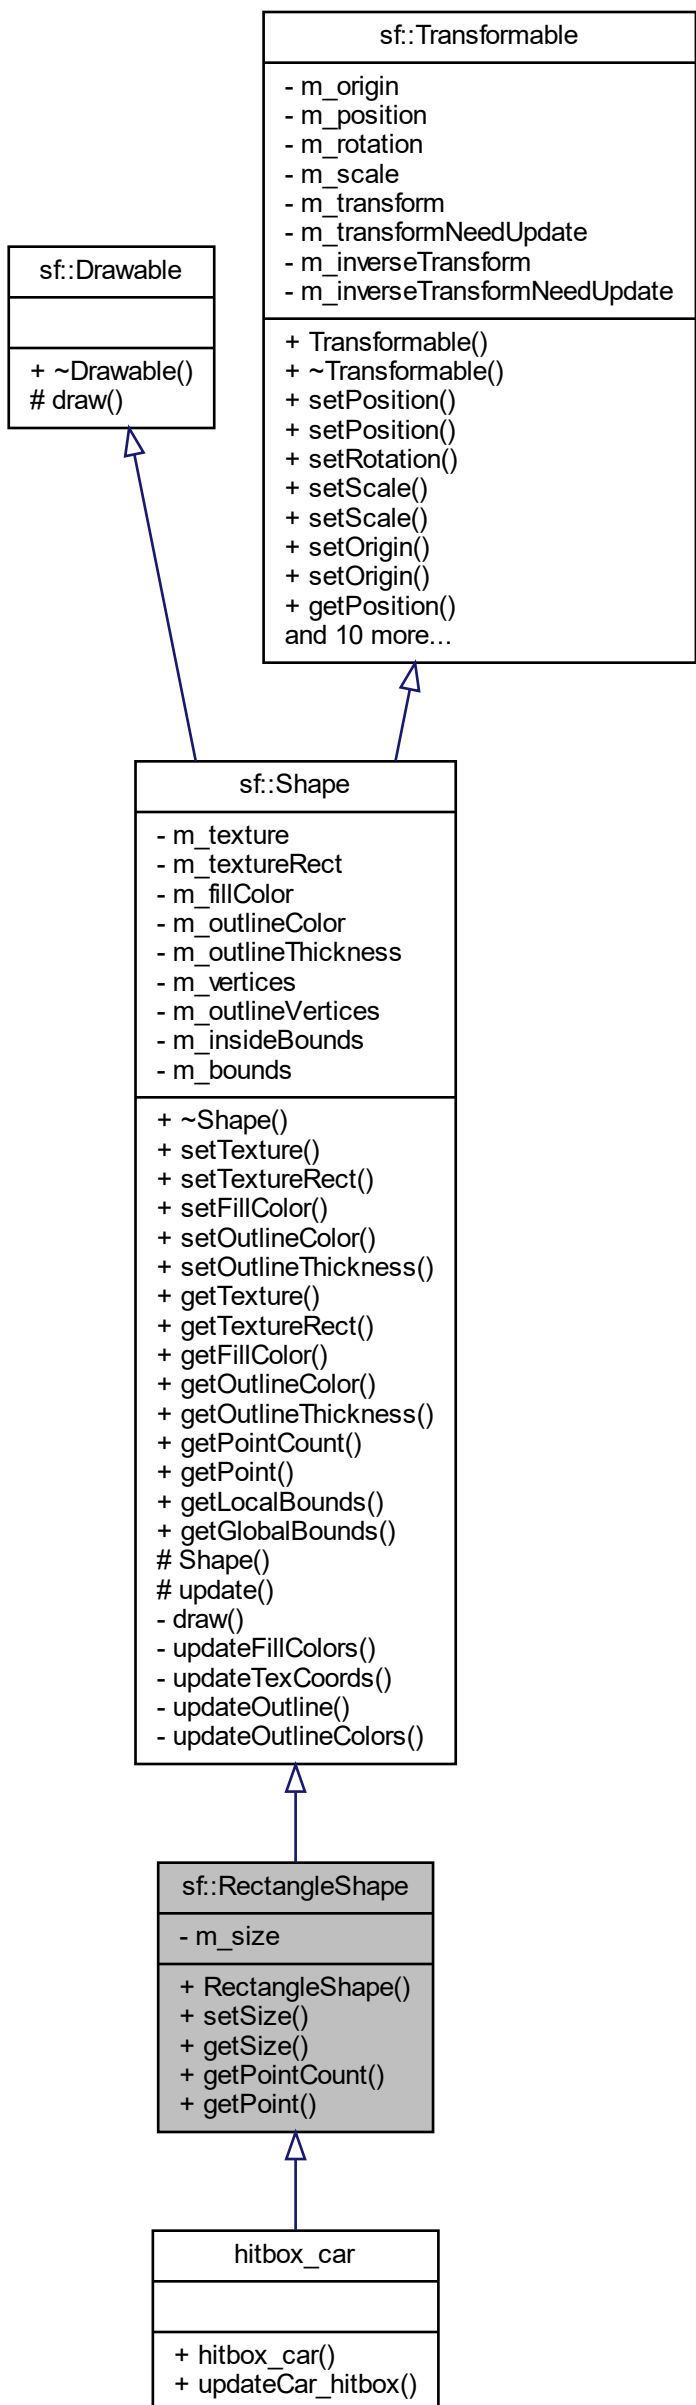 sf::Transformable
- m_origin
- m_position
- m_rotation
- m_scale
- m_transform
- m_transformNeedUpdate
- m_inverseTransform
- m_inverseTransformNeedUpdate
+ Transformable()
+ ~Transformable()
+ setPosition()
+ setPosition()
+ setRotation()
+ setScale()
+ setScale()
+ setOrigin()
+ setOrigin()
+ getPosition()
and 10 more...
sf::Drawable
+ ~Drawable()
# draw()
sf::Shape
- m_texture
- m_textureRect
- m_fillColor
- m_outlineColor
- m_outlineThickness
- m_vertices
- m_outlineVertices
- m_insideBounds
- m_bounds
+ ~Shape()
+ setTexture()
+ setTextureRect()
+ setFillColor()
+ setOutlineColor()
+ setOutlineThickness()
+ getTexture()
+ getTextureRect()
+ getFillColor()
+ getOutlineColor()
+ getOutlineThickness()
+ getPointCount()
+ getPoint()
+ getLocalBounds()
+ getGlobalBounds()
# Shape()
# update()
- draw()
- updateFillColors()
- updateTexCoords()
- updateOutline()
- updateOutlineColors()
sf::RectangleShape
- m_size
+ RectangleShape()
+ setSize()
+ getSize()
+ getPointCount()
+ getPoint()
hitbox_car
+ hitbox_car()
+ updateCar_hitbox()